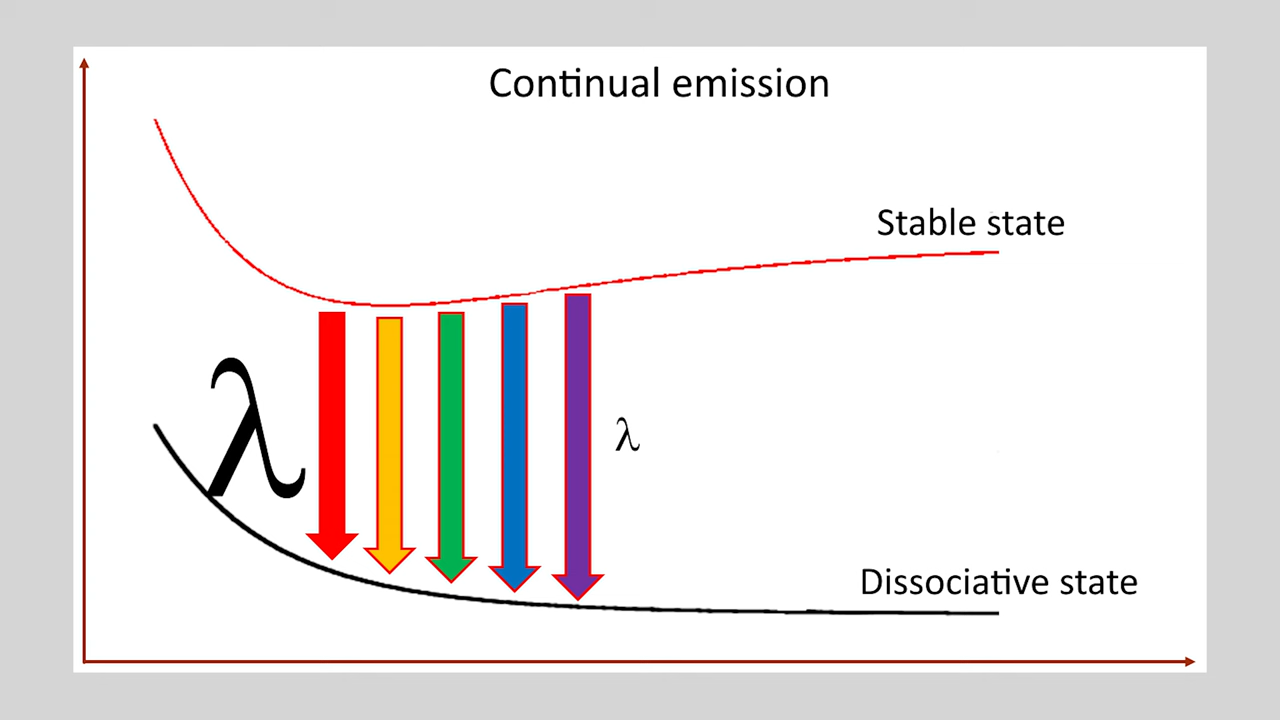 Continual emission
Stable state
λ
λ
Dissociative state